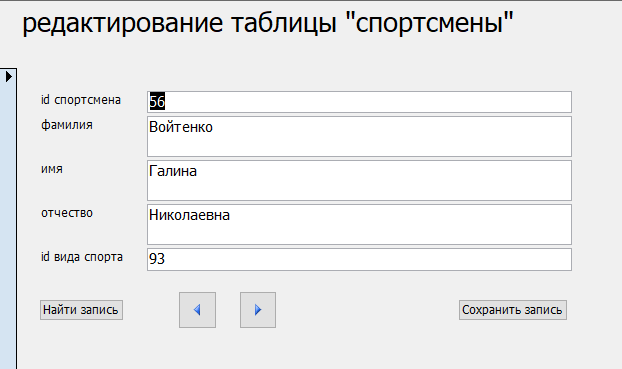 редактирование таблицы "спортсмены"
id спортсмена 56
фамилия Войтенко
имя Галина
отчество Николаевна
id вида спорта 93
Найти запись Сохранить запись